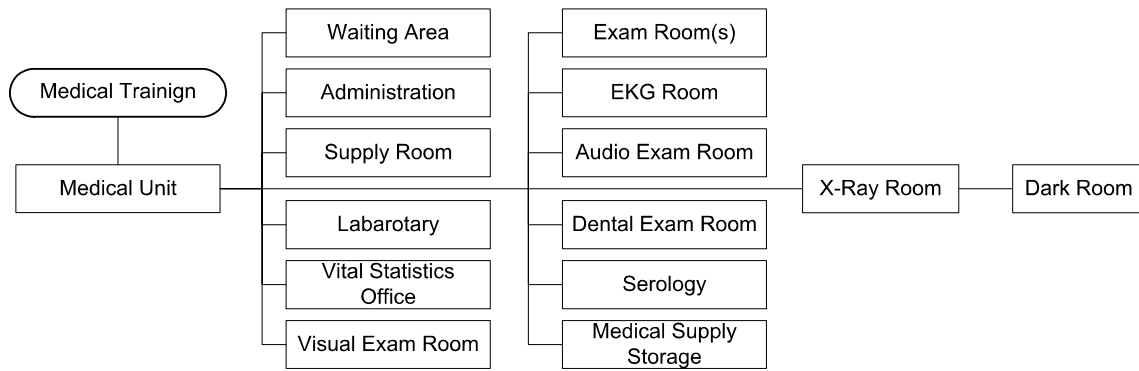 Medical Trainign
Medical Unit
Waiting Area
Administration
Supply Room
Labarotary
Vital Statistics
Office
Visual Exam Room
Exam Room(s)
EKG Room
Audio Exam Room
Dental Exam Room
Serology
Medical Supply
Storage
X-Ray Room
Dark Room